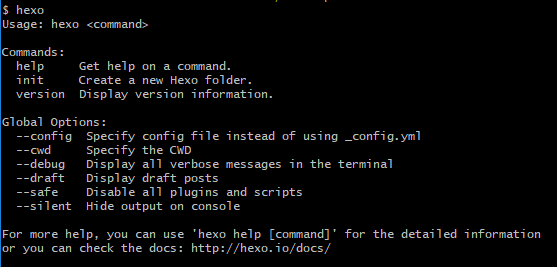 $ hexo
Usage: hexo <command>

Commands:
  help     Get help on a command.
  init     Create a new Hexo folder.
  version  Display version information.

Global Options:
  --config  Specify config file instead of using _config.yml
  --cwd     Specify the CWD
  --debug   Display all verbose messages in the terminal
  --draft   Display draft posts
  --safe    Disable all plugins and scripts
  --silent  Hide output on console

For more help, you can use 'hexo help [command]' for the detailed information
or you can check the docs: http://hexo.io/docs/